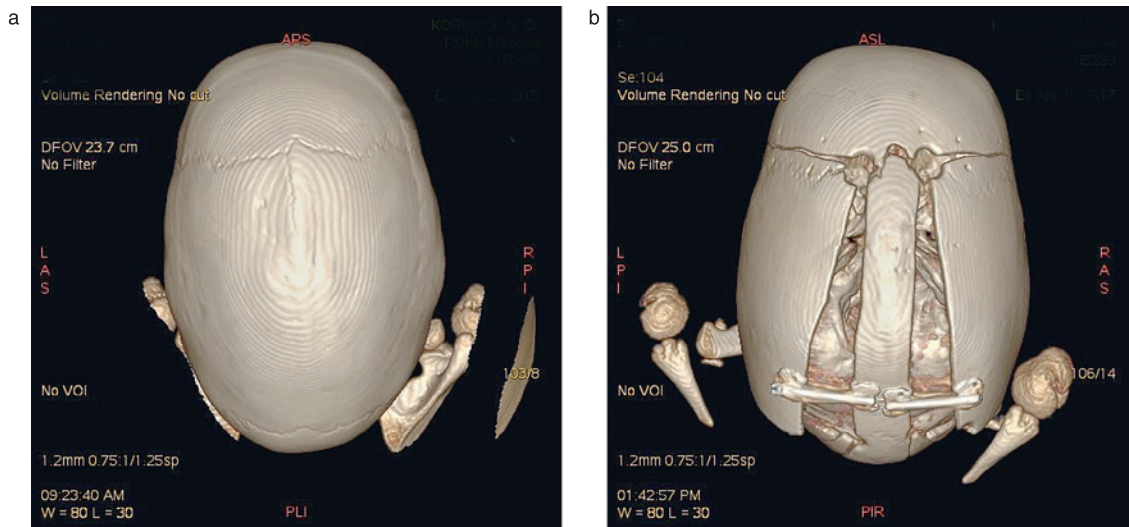 a
ARS
Se:102
Volume Rendering No cut
DFOV 23.7 cm
No Filter
L
A
S
R
P
I
103/8
No VOI
1.2mm 0.75:1/1.25sp
09:23:40 AM
W = 80 L = 30
PLI
b
ASL
Se:104
Volume Rendering No cut
DFOV 25.0 cm
No Filter
L
P
I
R
A
S
106/14
No VOI
1.2mm 0.75:1/1.25sp
01:42:57 PM
W = 80 L = 30
PIR